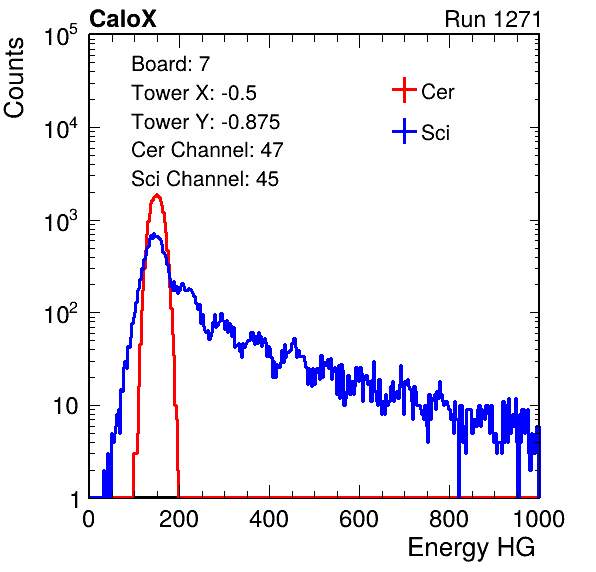 CaloX Run 1271
Counts
Board: 7
Tower X: -0.5
Tower Y: -0.875
Cer Channel: 47
Sci Channel: 45
Cer
Sci
10^5
10^4
10^3
10^2
10
1
0 200 400 600 800 1000
Energy HG